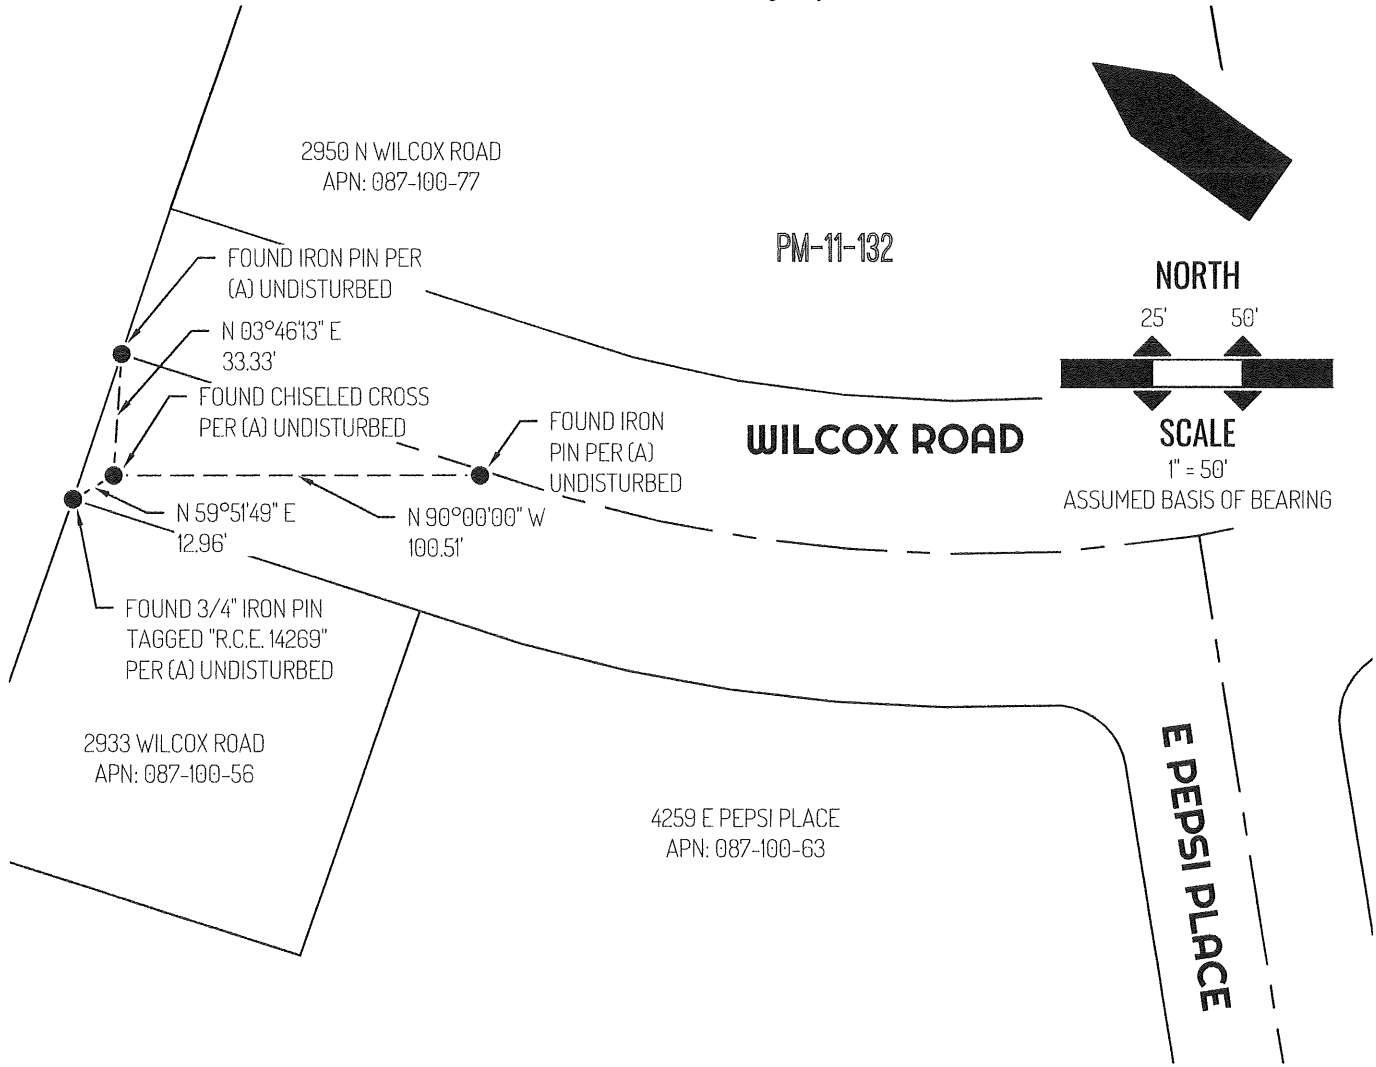 2950 N WILCOX ROAD
APN: 087-100-77
FOUND IRON PIN PER
(A) UNDISTURBED
N 03°46'13" E
33.33'
FOUND CHISELED CROSS
PER (A) UNDISTURBED
FOUND IRON
PIN PER (A)
UNDISTURBED
N 59°51'49" E
12.96'
N 90°00'00" W
100.51'
FOUND 3/4" IRON PIN
TAGGED "R.C.E. 14269"
PER (A) UNDISTURBED
2933 WILCOX ROAD
APN: 087-100-56
4259 E PEPSI PLACE
APN: 087-100-63
PM-11-132
WILCOX ROAD
NORTH
25' 50'
SCALE
1" = 50'
ASSUMED BASIS OF BEARING
E PEPSI PLACE